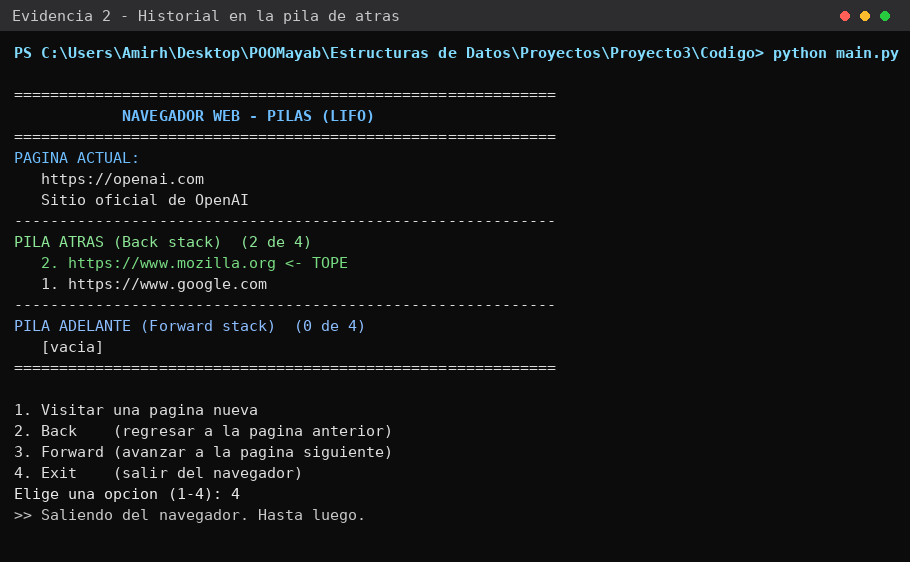 Evidencia 2 - Historial en la pila de atras
PS C:\Users\Amirh\Desktop\POOMayab\Estructuras de Datos\Proyectos\Proyecto3\Codigo> python main.py
============================================================
NAVEGADOR WEB - PILAS (LIFO)
============================================================
PAGINA ACTUAL:
https://openai.com
Sitio oficial de OpenAI
------------------------------------------------------------
PILA ATRAS (Back stack)  (2 de 4)
2. https://www.mozilla.org <- TOPE
1. https://www.google.com
------------------------------------------------------------
PILA ADELANTE (Forward stack)  (0 de 4)
[vacia]
============================================================
1. Visitar una pagina nueva
2. Back    (regresar a la pagina anterior)
3. Forward (avanzar a la pagina siguiente)
4. Exit    (salir del navegador)
Elige una opcion (1-4): 4
>> Saliendo del navegador. Hasta luego.